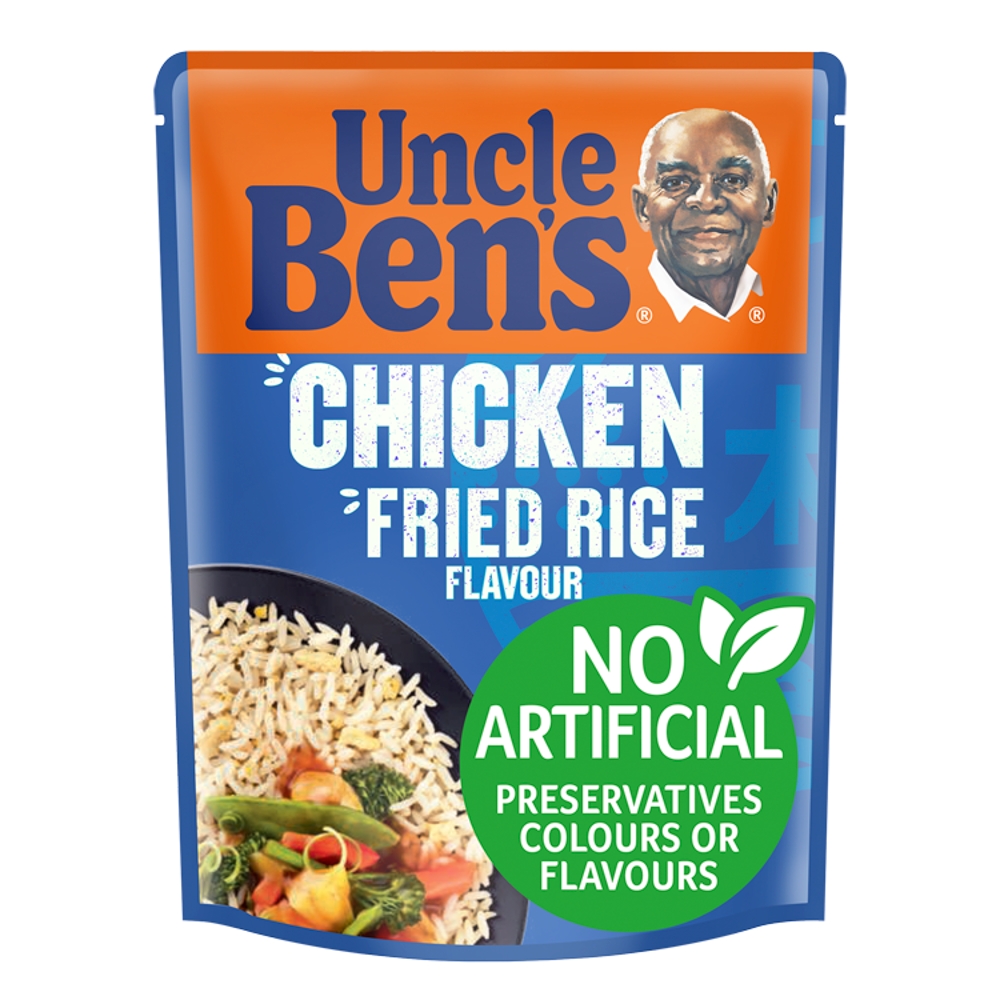 Uncle
Ben's
® ®
CHICKEN
FRIED RICE
FLAVOUR
NO
ARTIFICIAL
PRESERVATIVES
COLOURS OR
FLAVOURS